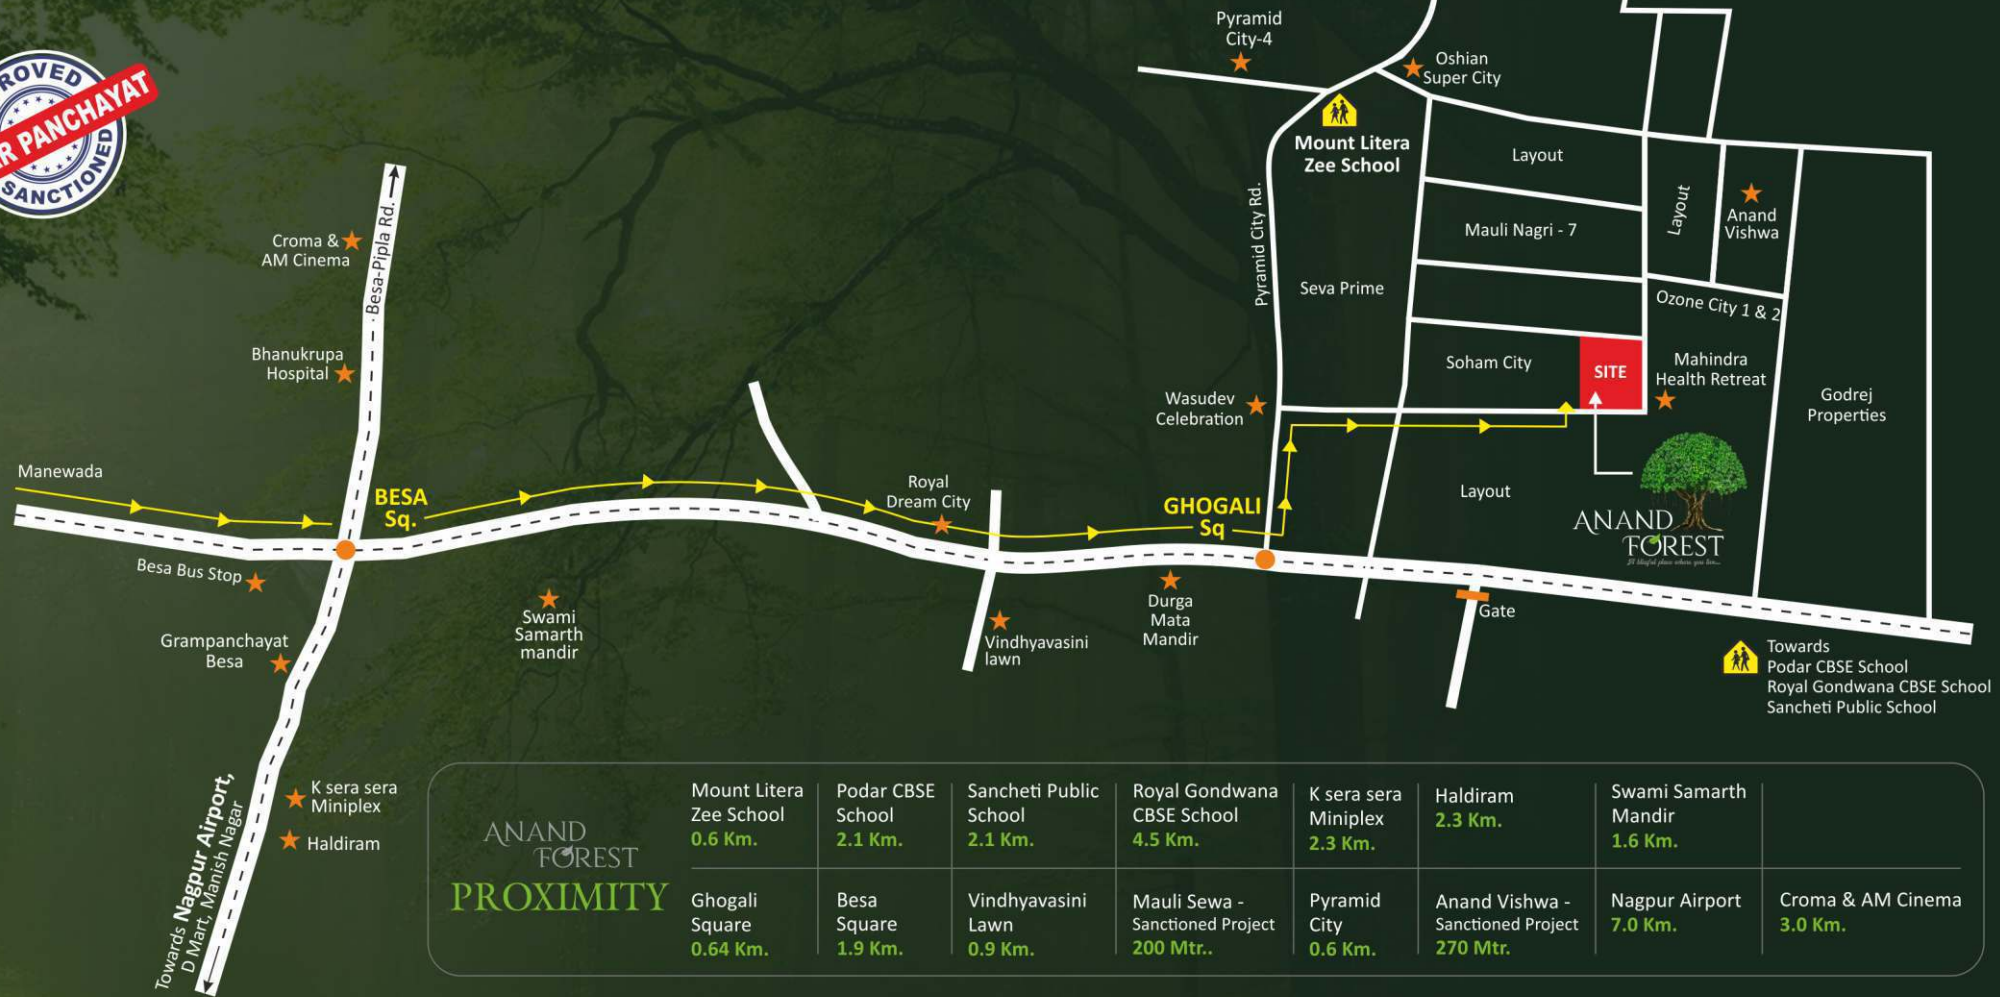 ROVED
R PANCHAYAT
SANCTIONED
Pyramid
City-4
Oshian
Super City
Mount Litera
Zee School
Layout
Layout
Anand
Vishwa
Mauli Nagri - 7
Pyramid City Rd.
Seva Prime
Ozone City 1 & 2
Croma &
AM Cinema
Besa-Pipla Rd.
Bhanukrupa
Hospital
Soham City
SITE
Mahindra
Health Retreat
Godrej
Properties
Wasudev
Celebration
Manewada
BESA
Sq.
Royal
Dream City
GHOGALI
Sq
Layout
ANAND
FOREST
Besa Bus Stop
Swami
Samarth
mandir
Durga
Mata
Mandir
Gate
Grampanchayat
Besa
Vindhyavasini
lawn
Towards
Podar CBSE School
Royal Gondwana CBSE School
Sancheti Public School
K sera sera
Miniplex
Haldiram
Towards Nagpur Airport,
D Mart, Manish Nagar
ANAND
FOREST
PROXIMITY
Mount Litera
Zee School
0.6 Km.
Podar CBSE
School
2.1 Km.
Sancheti Public
School
2.1 Km.
Royal Gondwana
CBSE School
4.5 Km.
K sera sera
Miniplex
2.3 Km.
Haldiram
2.3 Km.
Swami Samarth
Mandir
1.6 Km.
Ghogali
Square
0.64 Km.
Besa
Square
1.9 Km.
Vindhyavasini
Lawn
0.9 Km.
Mauli Sewa -
Sanctioned Project
200 Mtr..
Pyramid
City
0.6 Km.
Anand Vishwa -
Sanctioned Project
270 Mtr.
Nagpur Airport
7.0 Km.
Croma & AM Cinema
3.0 Km.